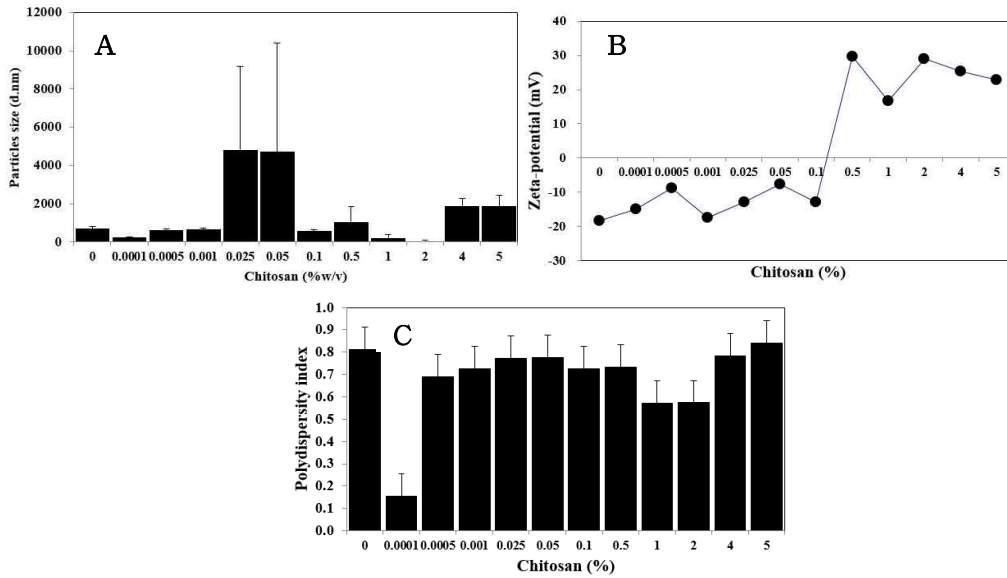 A
12000
10000
8000
6000
4000
2000
0
Particles size (d.nm)
0 0.0001 0.0005 0.001 0.025 0.05 0.1 0.5 1 2 4 5
Chitosan (%w/v)
B
40
30
20
10
0
-10
-20
-30
Zeta-potential (mV)
0 0.0001 0.0005 0.001 0.025 0.05 0.1 0.5 1 2 4 5
Chitosan (%)
C
1.0
0.9
0.8
0.7
0.6
0.5
0.4
0.3
0.2
0.1
0.0
Polydispersity index
0 0.0001 0.0005 0.001 0.025 0.05 0.1 0.5 1 2 4 5
Chitosan (%)